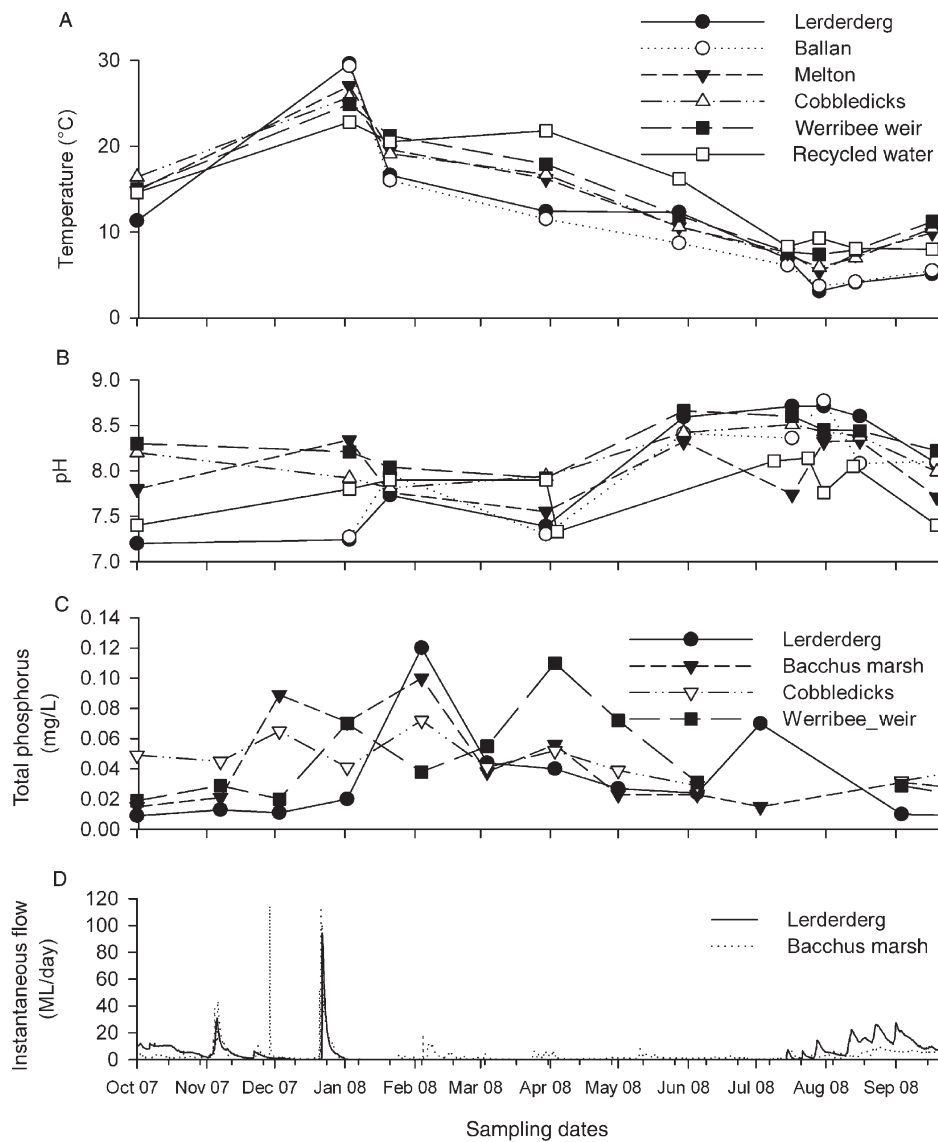 A
Lerderderg
Ballan
Melton
Cobbledicks
Werribee weir
Recycled water
Temperature (°C)
30
20
10
0
B
pH
9.0
8.5
8.0
7.5
7.0
C
Total phosphorus
(mg/L)
0.14
0.12
0.10
0.08
0.06
0.04
0.02
0.00
Lerderderg
Bacchus marsh
Cobbledicks
Werribee_weir
D
Instantaneous flow
(ML/day)
120
100
80
60
40
20
0
Lerderderg
Bacchus marsh
Oct 07 Nov 07 Dec 07 Jan 08 Feb 08 Mar 08 Apr 08 May 08 Jun 08 Jul 08 Aug 08 Sep 08
Sampling dates